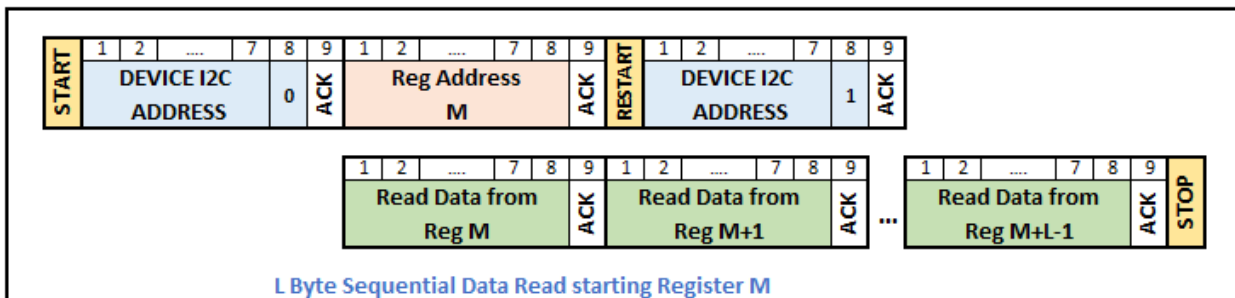 START 1 2 .... 7 8 9 1 2 .... 7 8 9 RESTART 1 2 .... 7 8 9
DEVICE I2C ADDRESS 0 ACK Reg Address M ACK DEVICE I2C ADDRESS 1 ACK
1 2 .... 7 8 9 1 2 .... 7 8 9 1 2 .... 7 8 9
Read Data from Reg M ACK Read Data from Reg M+1 ACK ... Read Data from Reg M+L-1 ACK STOP
L Byte Sequential Data Read starting Register M